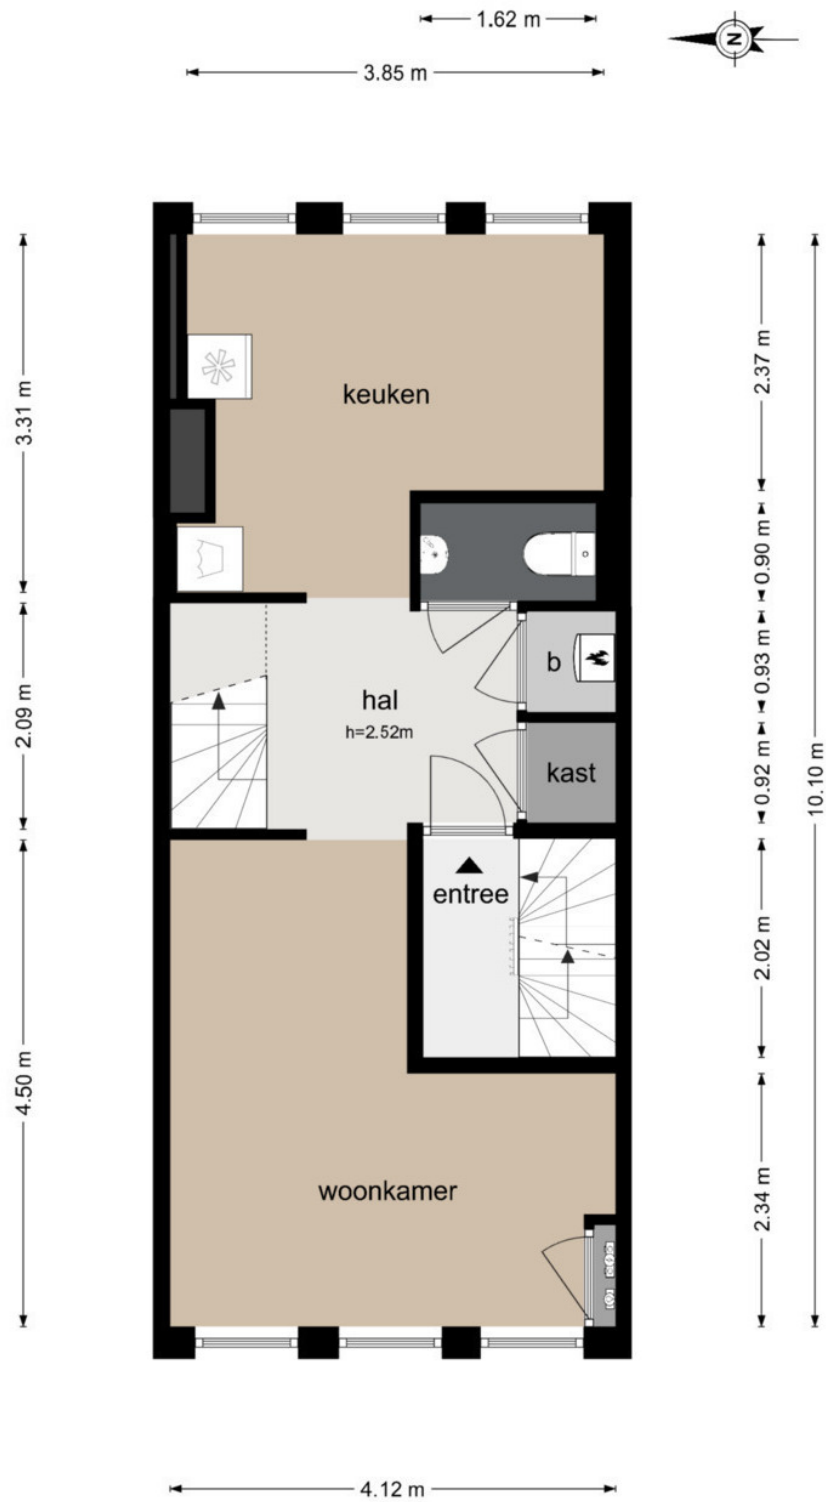 1.62 m
N
3.85 m
3.31 m
2.37 m
keuken
0.90 m
b
0.93 m
hal
h=2.52m
2.09 m
kast
0.92 m
10.10 m
entree
2.02 m
4.50 m
woonkamer
2.34 m
4.12 m